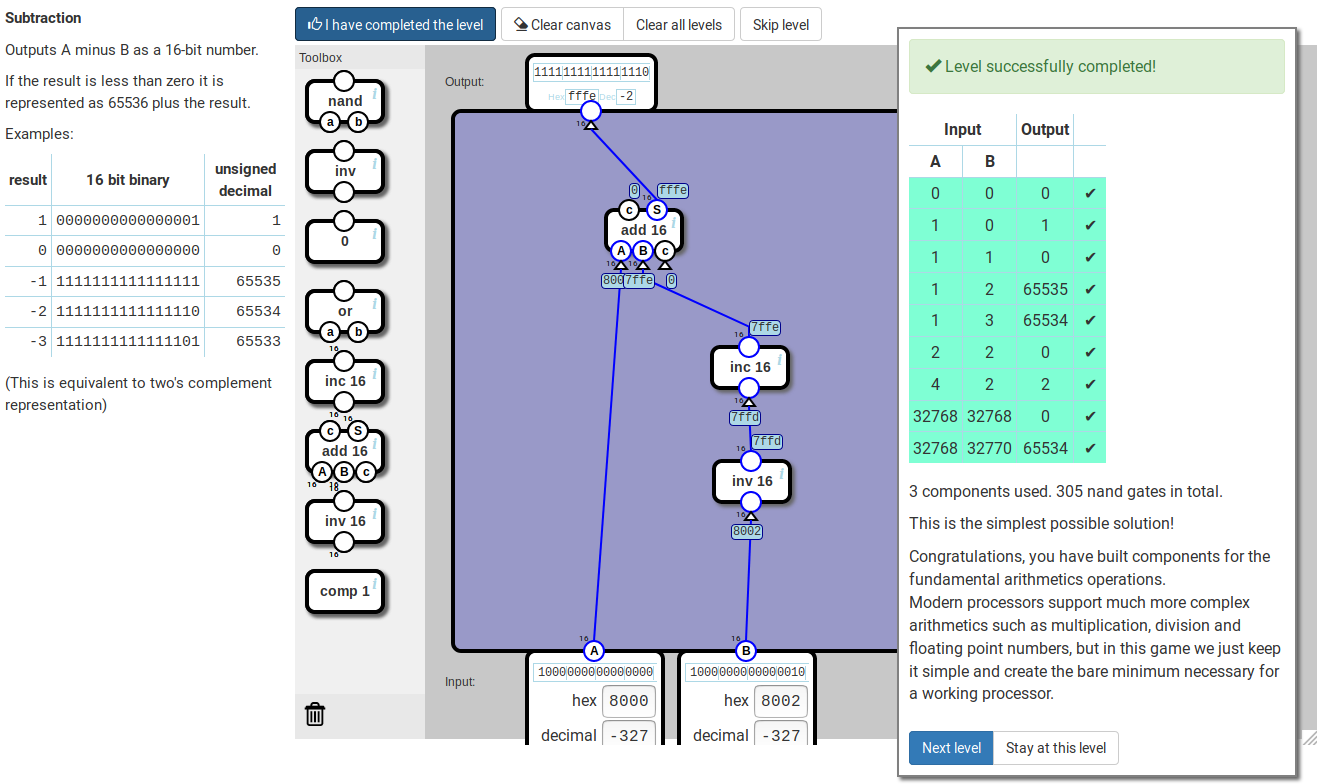 Subtraction
Outputs A minus B as a 16-bit number.
If the result is less than zero it is
represented as 65536 plus the result.
Examples:
result 16 bit binary unsigned decimal
1 0000000000000001 1
0 0000000000000000 0
-1 1111111111111111 65535
-2 1111111111111110 65534
-3 1111111111111101 65533
(This is equivalent to two's complement
representation)
I have completed the level Clear canvas Clear all levels Skip level
Toolbox
nand i
a b
inv i
0 i
or i
a b
16
inc 16 i
16 16
c S
add 16 i
A B c
16 16
16
inv 16 i
16
comp 1 i
Output:
1111111111111110
Hex fffe Dec -2
16
0 16 fffe
c S
add 16 i
A B c
16 16
800 7ffe 0
7ffe
16
inc 16 i
16
7ffd
7ffd
16
inv 16 i
16
8002
16 16
A B
Input:
1000000000000000 1000000000000010
hex 8000 hex 8002
decimal -327 decimal -327
Level successfully completed!
Input Output
A B
0 0 0 ✔
1 0 1 ✔
1 1 0 ✔
1 2 65535 ✔
1 3 65534 ✔
2 2 0 ✔
4 2 2 ✔
32768 32768 0 ✔
32768 32770 65534 ✔
3 components used. 305 nand gates in total.
This is the simplest possible solution!
Congratulations, you have built components for the
fundamental arithmetics operations.
Modern processors support much more complex
arithmetics such as multiplication, division and
floating point numbers, but in this game we just keep
it simple and create the bare minimum necessary for
a working processor.
Next level Stay at this level